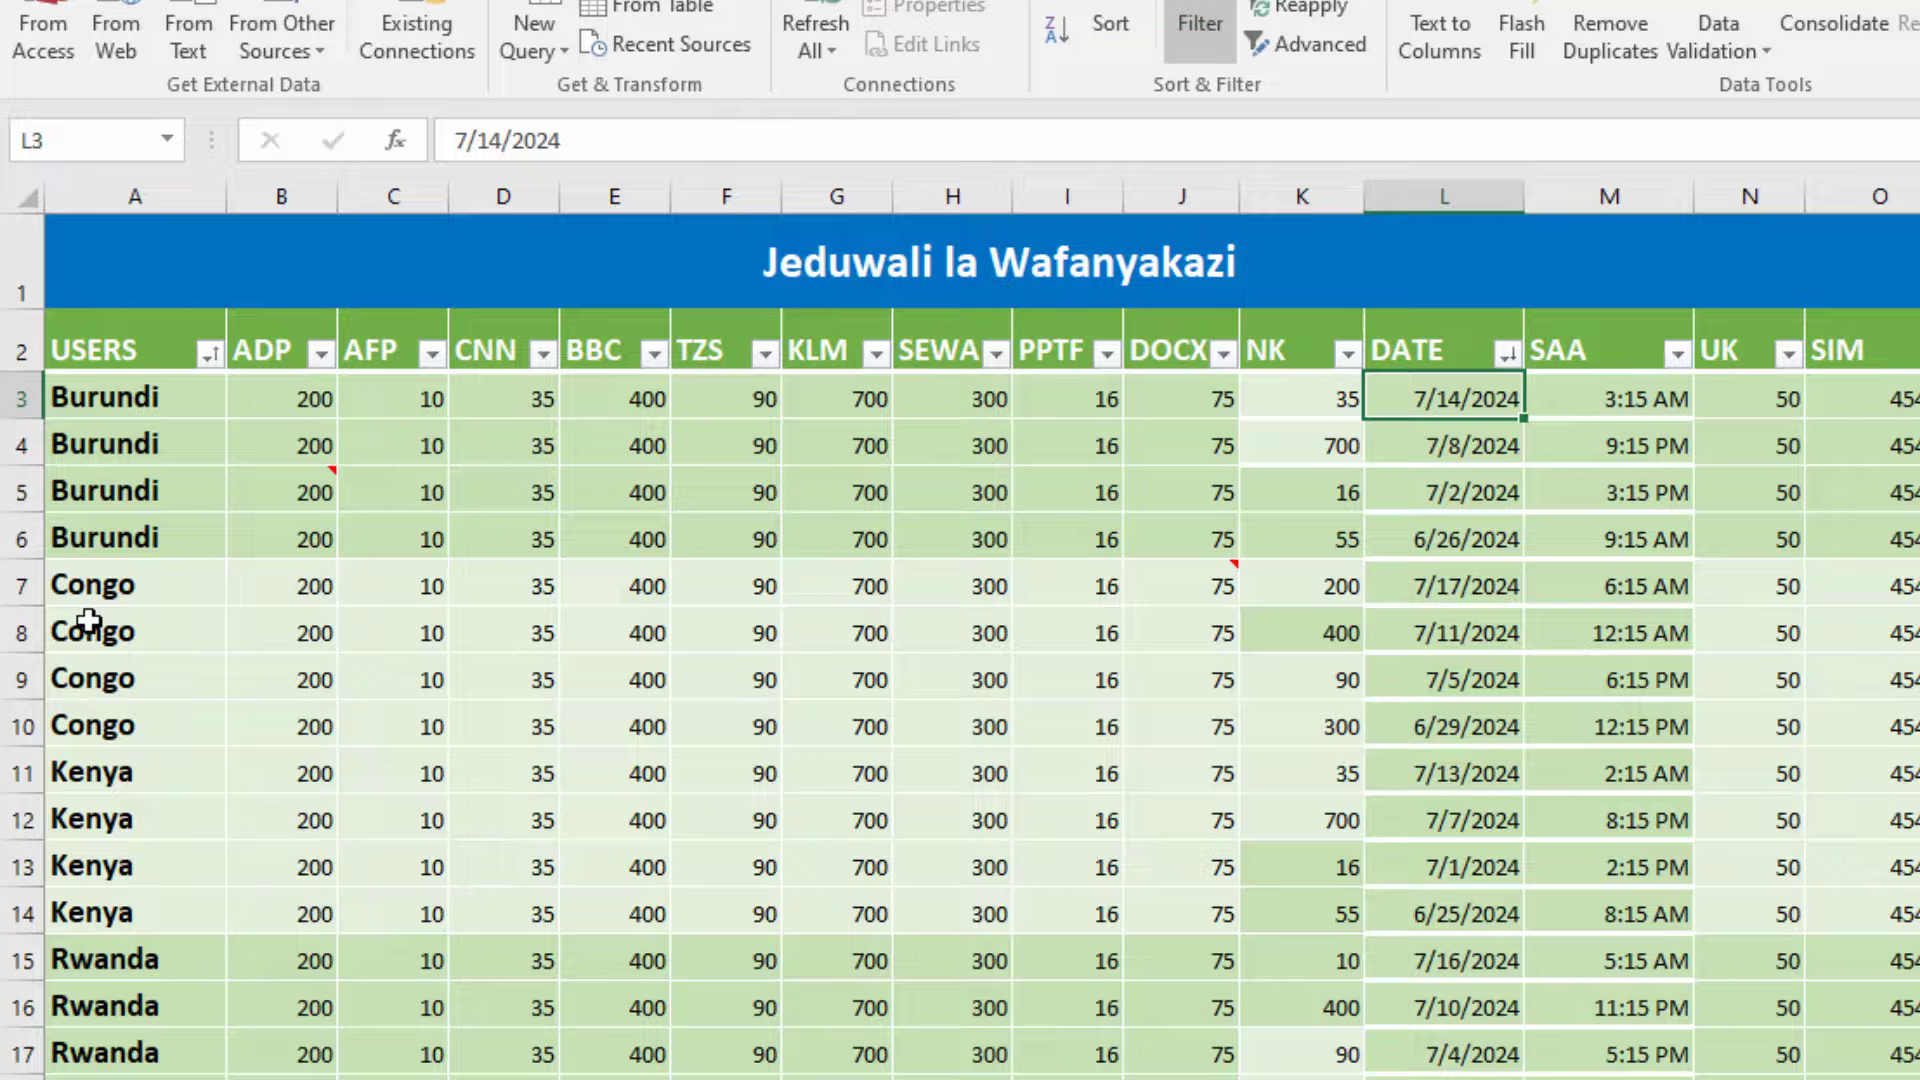 From Access
From Web
From Text
From Other Sources
Existing Connections
Get External Data
New Query
From Table
Recent Sources
Get & Transform
Refresh All
Properties
Edit Links
Connections
Sort
Filter
Reapply
Advanced
Sort & Filter
Text to Columns
Flash Fill
Remove Duplicates
Data Validation
Consolidate
Data Tools
L3 fx 7/14/2024
A B C D E F G H I J K L M N O
1 Jeduwali la Wafanyakazi
2 USERS ADP AFP CNN BBC TZS KLM SEWA PPTF DOCX NK DATE SAA UK SIM
3 Burundi 200 10 35 400 90 700 300 16 75 35 7/14/2024 3:15 AM 50 454
4 Burundi 200 10 35 400 90 700 300 16 75 700 7/8/2024 9:15 PM 50 454
5 Burundi 200 10 35 400 90 700 300 16 75 16 7/2/2024 3:15 PM 50 454
6 Burundi 200 10 35 400 90 700 300 16 75 55 6/26/2024 9:15 AM 50 454
7 Congo 200 10 35 400 90 700 300 16 75 200 7/17/2024 6:15 AM 50 454
8 Congo 200 10 35 400 90 700 300 16 75 400 7/11/2024 12:15 AM 50 454
9 Congo 200 10 35 400 90 700 300 16 75 90 7/5/2024 6:15 PM 50 454
10 Congo 200 10 35 400 90 700 300 16 75 300 6/29/2024 12:15 PM 50 454
11 Kenya 200 10 35 400 90 700 300 16 75 35 7/13/2024 2:15 AM 50 454
12 Kenya 200 10 35 400 90 700 300 16 75 700 7/7/2024 8:15 PM 50 454
13 Kenya 200 10 35 400 90 700 300 16 75 16 7/1/2024 2:15 PM 50 454
14 Kenya 200 10 35 400 90 700 300 16 75 55 6/25/2024 8:15 AM 50 454
15 Rwanda 200 10 35 400 90 700 300 16 75 10 7/16/2024 5:15 AM 50 454
16 Rwanda 200 10 35 400 90 700 300 16 75 400 7/10/2024 11:15 PM 50 454
17 Rwanda 200 10 35 400 90 700 300 16 75 90 7/4/2024 5:15 PM 50 454